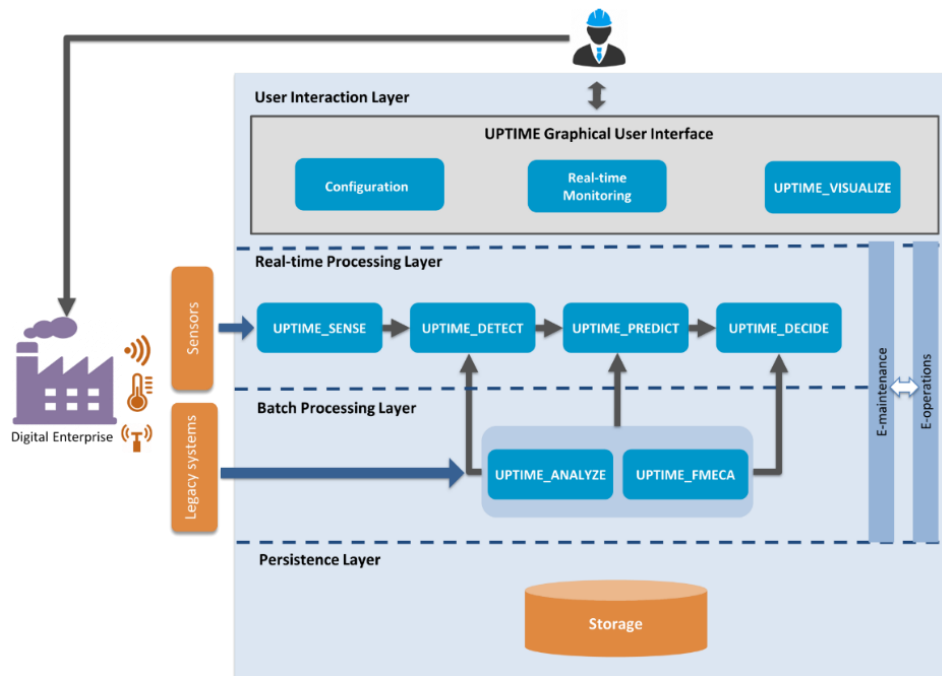 User Interaction Layer
UPTIME Graphical User Interface
Configuration
Real-time
Monitoring
UPTIME_VISUALIZE
Real-time Processing Layer
Sensors
UPTIME_SENSE
UPTIME_DETECT
UPTIME_PREDICT
UPTIME_DECIDE
E-maintenance
E-operations
Digital Enterprise
Batch Processing Layer
Legacy systems
UPTIME_ANALYZE
UPTIME_FMECA
Persistence Layer
Storage